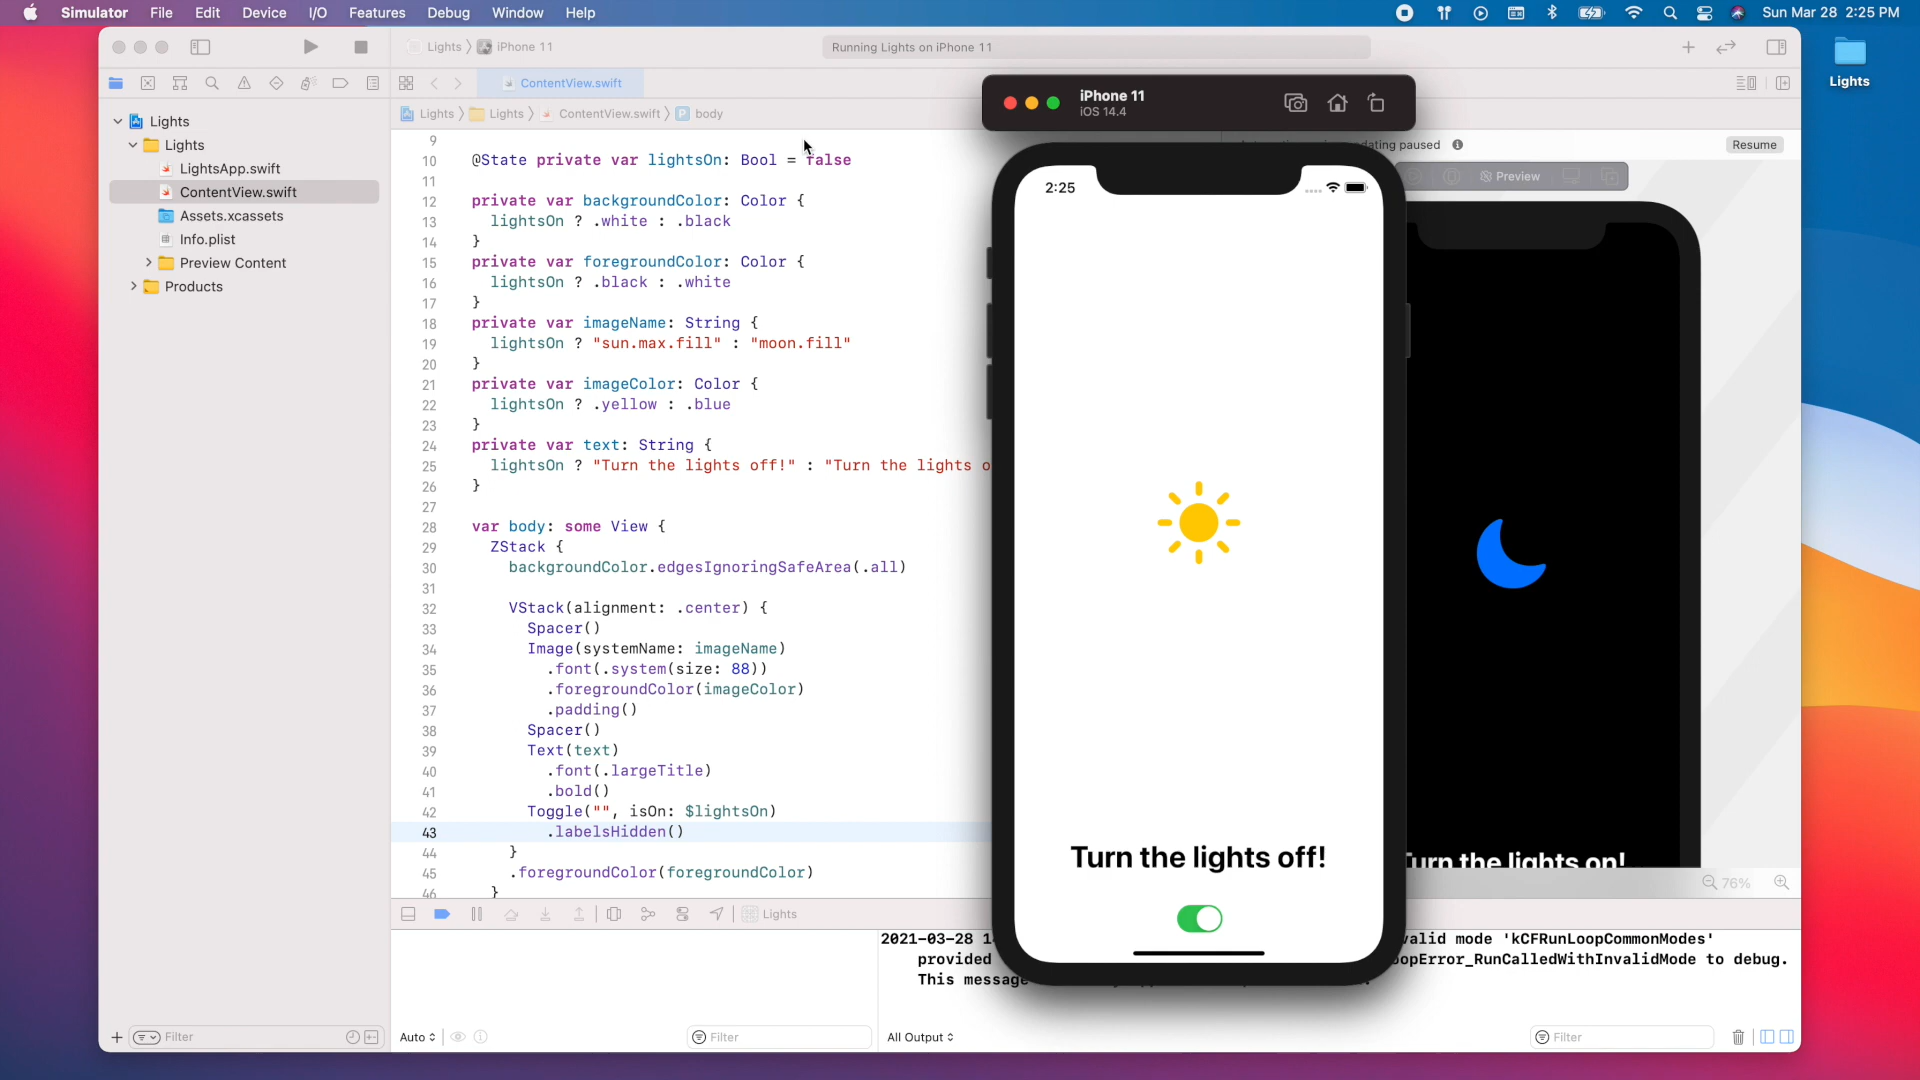 Simulator File Edit Device I/O Features Debug Window Help Sun Mar 28 2:25 PM
Lights iPhone 11 Running Lights on iPhone 11
Lights
ContentView.swift
Lights Lights ContentView.swift P body
iPhone 11
iOS 14.4
Lights
Lights
LightsApp.swift
ContentView.swift
Assets.xcassets
Info.plist
Preview Content
Products
9
10 @State private var lightsOn: Bool = false
11
12 private var backgroundColor: Color {
13 lightsOn ? .white : .black
14 }
15 private var foregroundColor: Color {
16 lightsOn ? .black : .white
17 }
18 private var imageName: String {
19 lightsOn ? "sun.max.fill" : "moon.fill"
20 }
21 private var imageColor: Color {
22 lightsOn ? .yellow : .blue
23 }
24 private var text: String {
25 lightsOn ? "Turn the lights off!" : "Turn the lights o
26 }
27
28 var body: some View {
29 ZStack {
30 backgroundColor.edgesIgnoringSafeArea(.all)
31
32 VStack(alignment: .center) {
33 Spacer()
34 Image(systemName: imageName)
35 .font(.system(size: 88))
36 .foregroundColor(imageColor)
37 .padding()
38 Spacer()
39 Text(text)
40 .font(.largeTitle)
41 .bold()
42 Toggle("", isOn: $lightsOn)
43 .labelsHidden()
44 }
45 .foregroundColor(foregroundColor)
46 }
paused Resume
Preview
2:25
Turn the lights off!
Turn the lights on!
76%
Lights
2021-03-28 1 valid mode 'kCFRunLoopCommonModes'
provided opError_RunCalledWithInvalidMode to debug.
This message
Filter
Auto
Filter
All Output
Filter